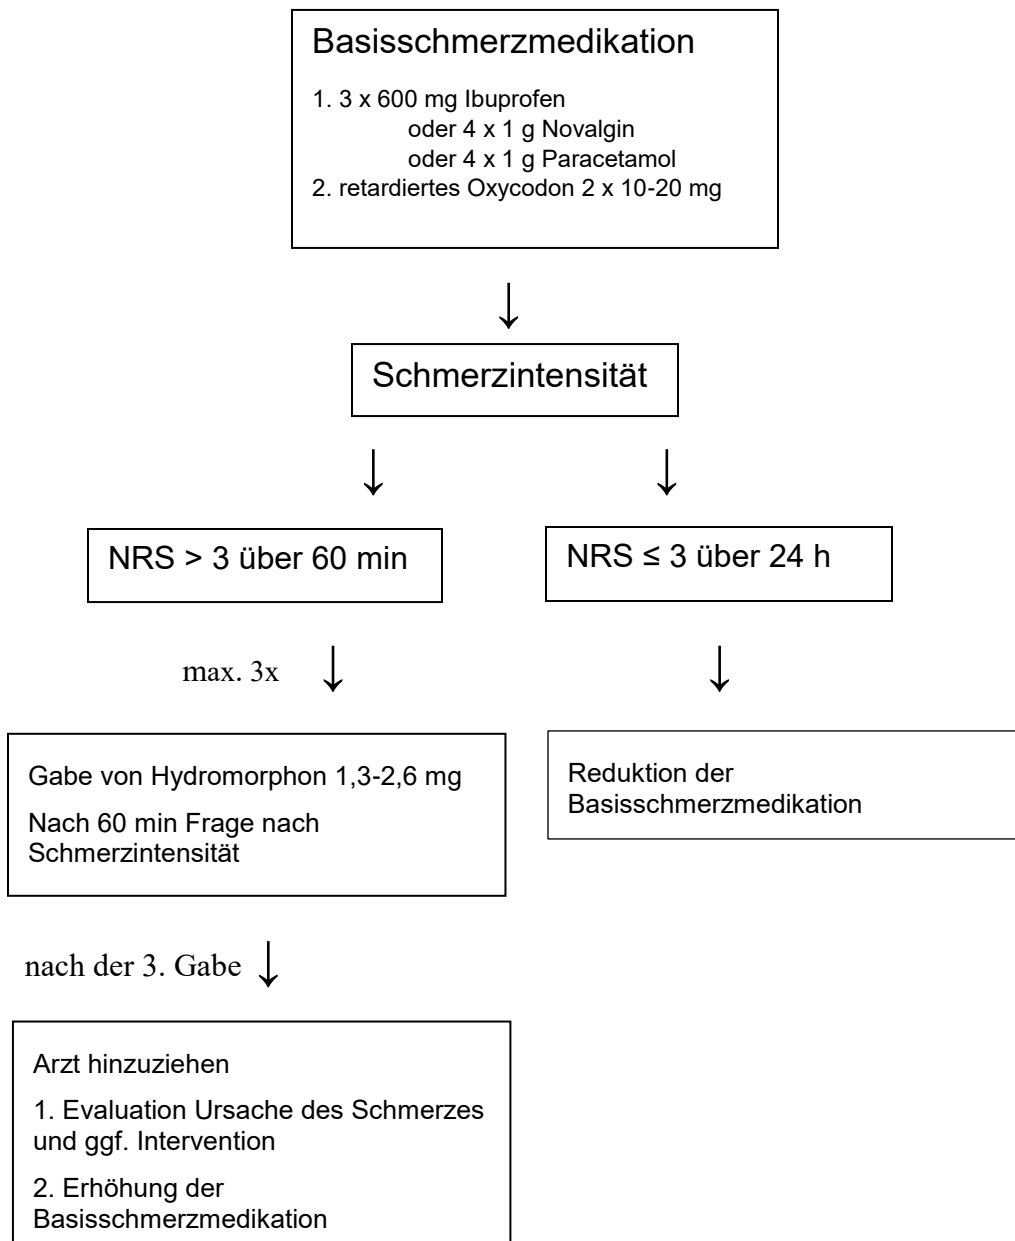 Basisschmerzmedikation
1. 3 x 600 mg Ibuprofen
oder 4 x 1 g Novalgin
oder 4 x 1 g Paracetamol
2. retardiertes Oxycodon 2 x 10-20 mg
Schmerzintensität
NRS > 3 über 60 min
NRS ≤ 3 über 24 h
max. 3x
Gabe von Hydromorphon 1,3-2,6 mg
Nach 60 min Frage nach
Schmerzintensität
Reduktion der
Basisschmerzmedikation
nach der 3. Gabe
Arzt hinzuziehen
1. Evaluation Ursache des Schmerzes
und ggf. Intervention
2. Erhöhung der
Basisschmerzmedikation